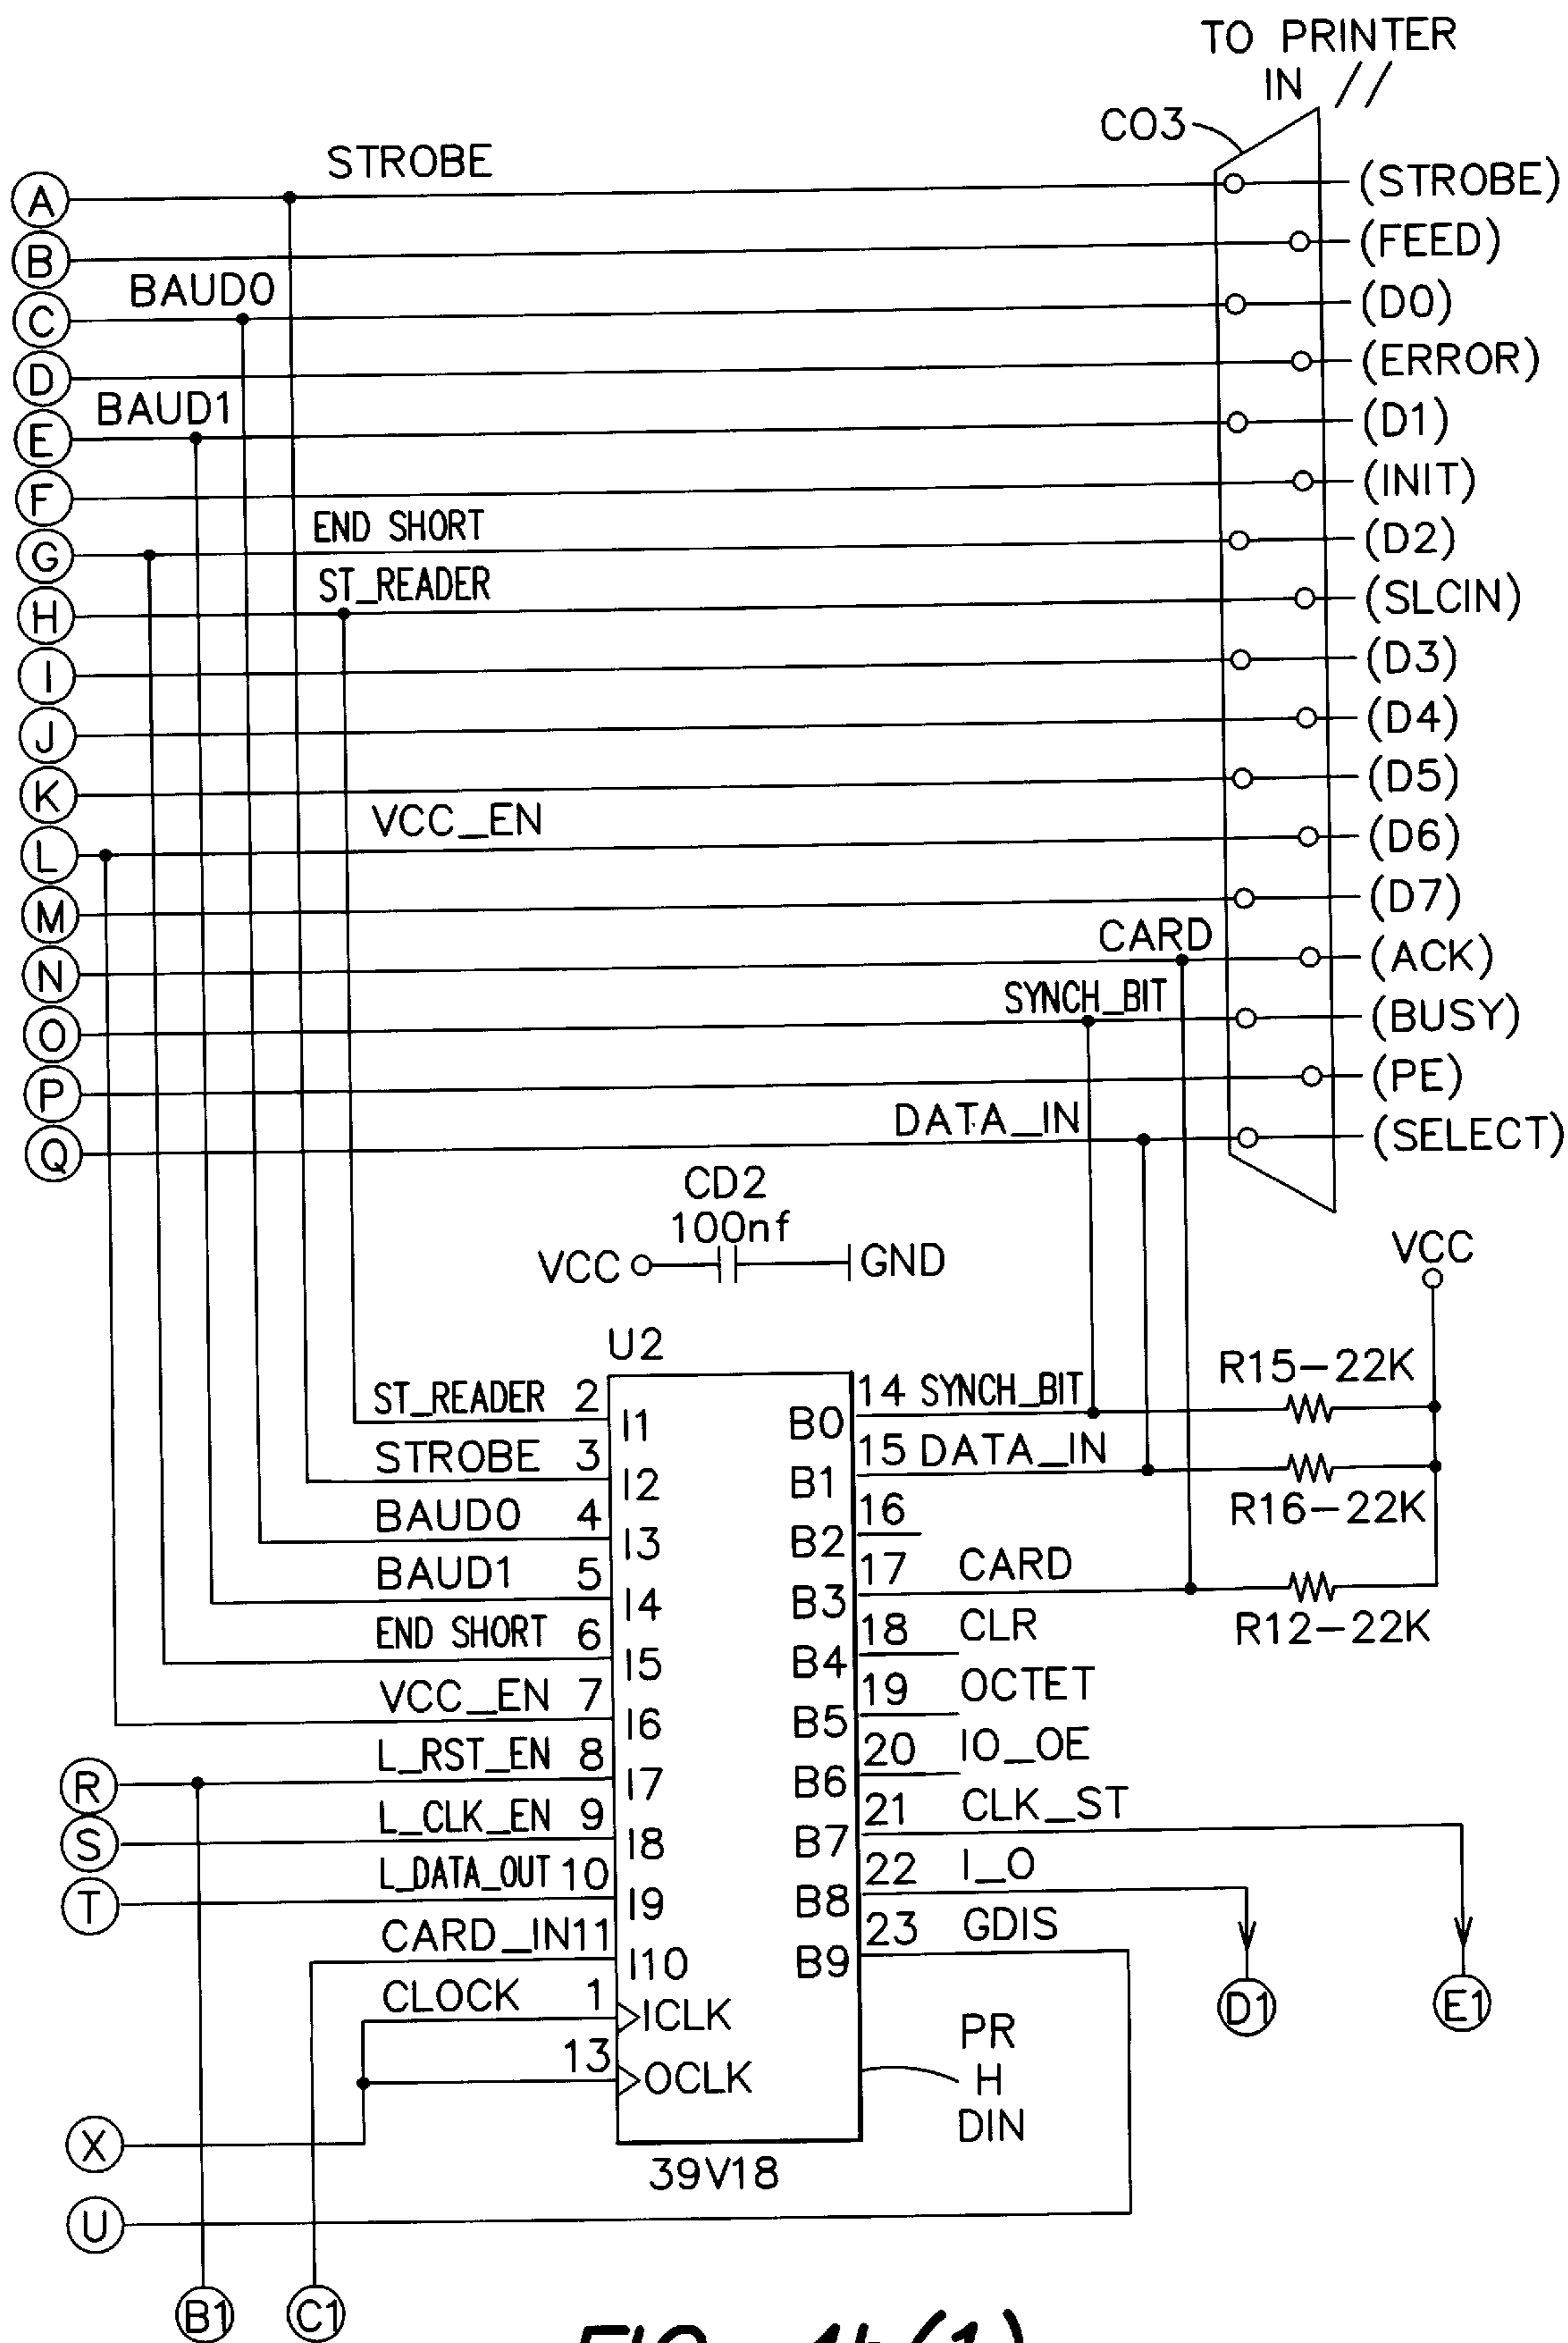 TO PRINTER
IN //
CO3
A STROBE (STROBE)
B (FEED)
C BAUD0 (D0)
D (ERROR)
E BAUD1 (D1)
F (INIT)
G END SHORT (D2)
H ST_READER (SLCIN)
I (D3)
J (D4)
K (D5)
L VCC_EN (D6)
M (D7)
N CARD (ACK)
O SYNCH_BIT (BUSY)
P (PE)
Q DATA_IN (SELECT)
CD2
100nf
VCC GND
VCC
U2
R15-22K
ST_READER 2 I1 B0 14 SYNCH_BIT
STROBE 3 I2 B1 15 DATA_IN
R16-22K
BAUD0 4 I3 B2 16
BAUD1 5 I4 B3 17 CARD
R12-22K
END SHORT 6 I5 B4 18 CLR
VCC_EN 7 I6 B5 19 OCTET
R L_RST_EN 8 I7 B6 20 IO_OE
S L_CLK_EN 9 I8 B7 21 CLK_ST
T L_DATA_OUT 10 I9 B8 22 I_O
CARD_IN 11 I10 B9 23 GDIS
D1 E1
CLOCK 1 ICLK
PR
13 OCLK H
DIN
X
39V18
U
B1 C1
FIG. 4b(1)